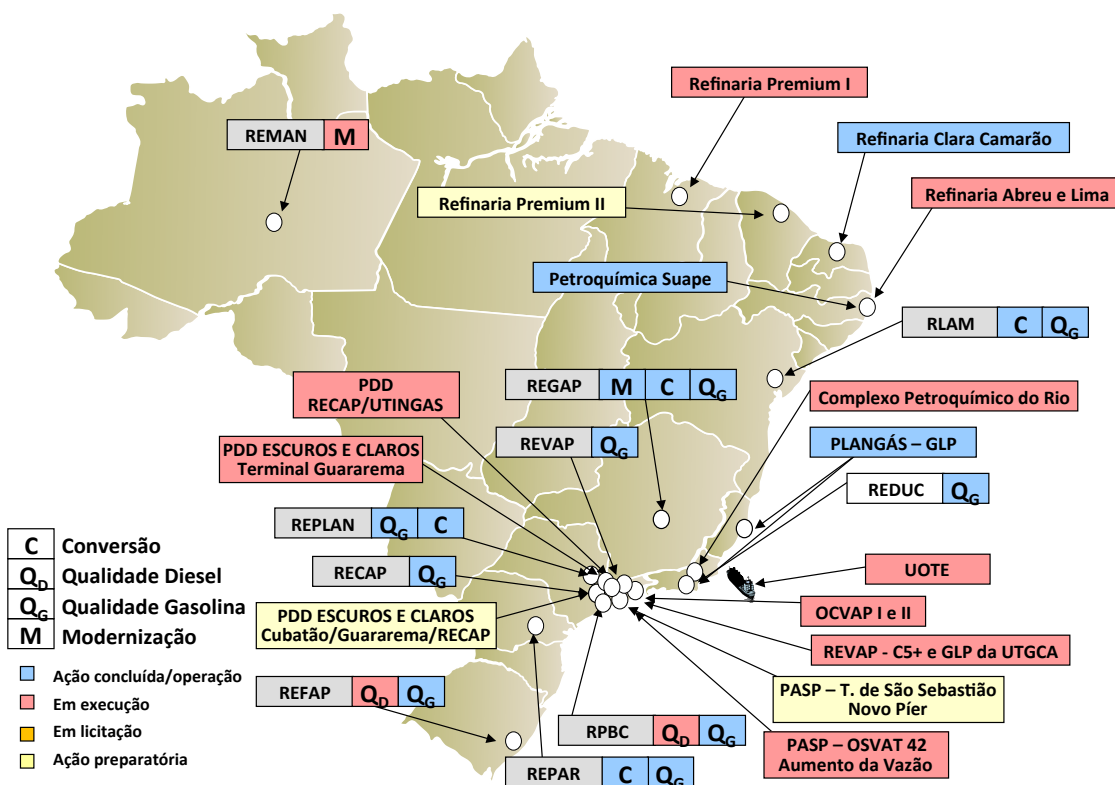 Refinaria Premium I
REMAN M
Refinaria Clara Camarão
Refinaria Premium II
Refinaria Abreu e Lima
Petroquímica Suape
RLAM C QG
PDD
RECAP/UTINGAS
REGAP M C QG
Complexo Petroquímico do Rio
PDD ESCUROS E CLAROS
Terminal Guararema
REVAP QG
PLANGÁS – GLP
REDUC QG
REPLAN QG C
C Conversão
QD Qualidade Diesel
QG Qualidade Gasolina
M Modernização
RECAP QG
UOTE
PDD ESCUROS E CLAROS
Cubatão/Guararema/RECAP
OCVAP I e II
REVAP - C5+ e GLP da UTGCA
Ação concluída/operação
Em execução
Em licitação
Ação preparatória
REFAP QD QG
PASP – T. de São Sebastião
Novo Píer
RPBC QD QG
PASP – OSVAT 42
Aumento da Vazão
REPAR C QG